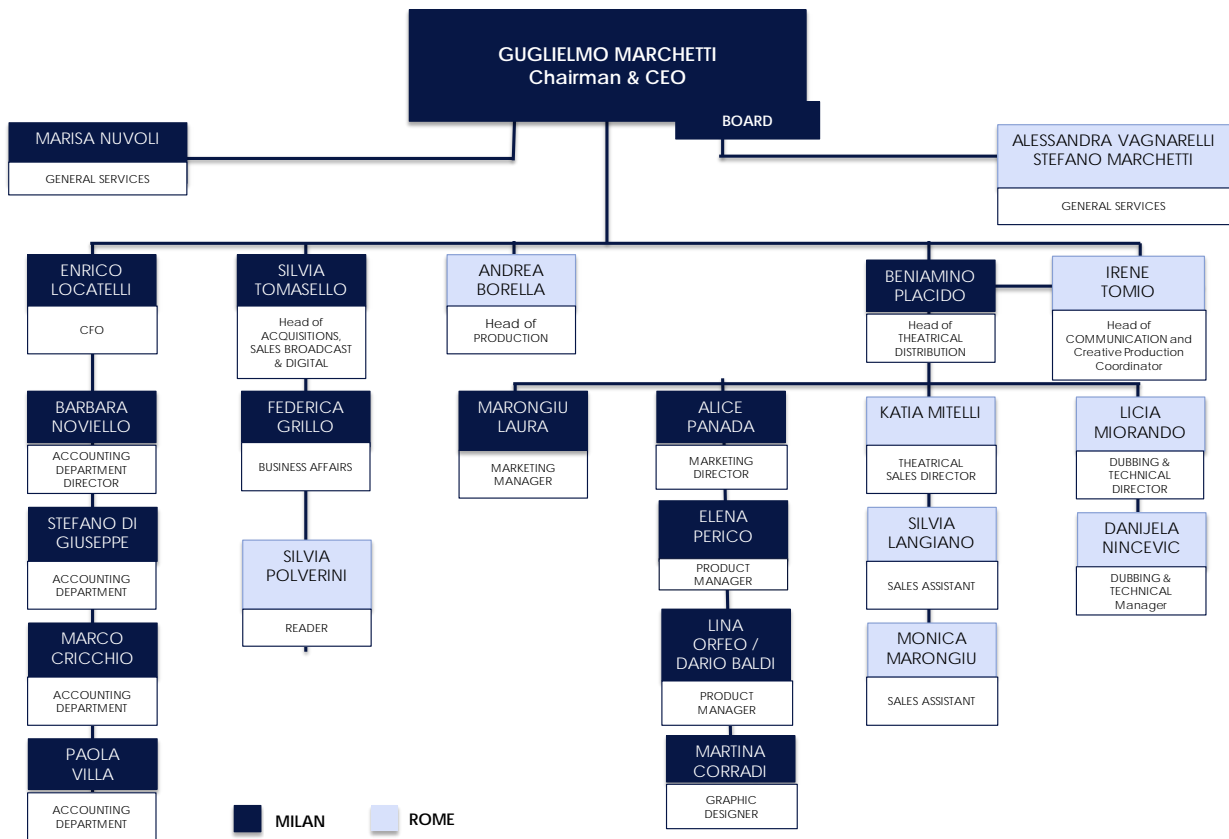 GUGLIELMO MARCHETTI
Chairman & CEO
BOARD
MARISA NUVOLI
GENERAL SERVICES
ALESSANDRA VAGNARELLI
STEFANO MARCHETTI
GENERAL SERVICES
ENRICO
LOCATELLI
CFO
SILVIA
TOMASELLO
Head of
ACQUISITIONS,
SALES BROADCAST
& DIGITAL
ANDREA
BORELLA
Head of
PRODUCTION
BENIAMINO
PLACIDO
Head of
THEATRICAL
DISTRIBUTION
IRENE
TOMIO
Head of
COMMUNICATION and
Creative Production
Coordinator
BARBARA
NOVIELLO
ACCOUNTING
DEPARTMENT
DIRECTOR
FEDERICA
GRILLO
BUSINESS AFFAIRS
MARONGIU
LAURA
MARKETING
MANAGER
ALICE
PANADA
MARKETING
DIRECTOR
KATIA MITELLI
THEATRICAL
SALES DIRECTOR
LICIA
MIORANDO
DUBBING &
TECHNICAL
DIRECTOR
STEFANO DI
GIUSEPPE
ACCOUNTING
DEPARTMENT
SILVIA
POLVERINI
READER
ELENA
PERICO
PRODUCT
MANAGER
SILVIA
LANGIANO
SALES ASSISTANT
DANIJELA
NINCEVIC
DUBBING &
TECHNICAL
Manager
MARCO
CRICCHIO
ACCOUNTING
DEPARTMENT
LINA
ORFEO /
DARIO BALDI
PRODUCT
MANAGER
MONICA
MARONGIU
SALES ASSISTANT
PAOLA
VILLA
ACCOUNTING
DEPARTMENT
MARTINA
CORRADI
GRAPHIC
DESIGNER
MILAN
ROME